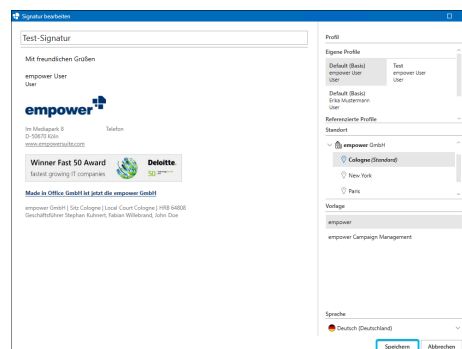 Signatur bearbeiten
Test-Signatur
Mit freundlichen Grüßen
empower User
User
empower
Im Mediapark 8 Telefon
D-50670 Köln
www.empowersuite.com
Winner Fast 50 Award
fastest growing IT companies
Deloitte.
50
Made in Office GmbH ist jetzt die empower GmbH
empower GmbH | Sitz Cologne | Local Court Cologne | HRB 64808
Geschäftsführer Stephan Kuhnert, Fabian Willebrand, John Doe
Profil
Eigene Profile
Default (Basis)
empower User
User
Test
empower User
User
Default (Basis)
Erika Mustermann
User
Referenzierte Profile
Standort
empower GmbH
Cologne (Standard)
New York
Paris
Vorlage
empower
empower Campaign Management
Sprache
Deutsch (Deutschland)
Speichern Abbrechen